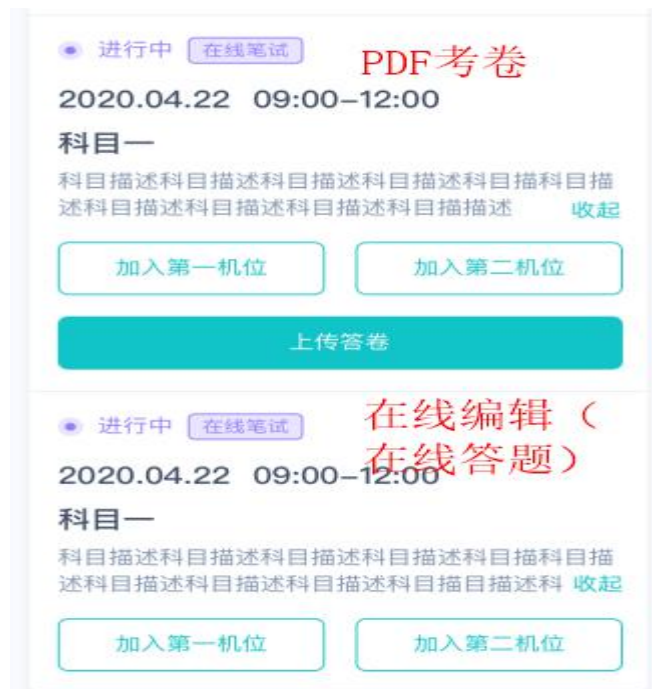 进行中 在线笔试
PDF考卷
2020.04.22 09:00-12:00
科目一
科目描述科目描述科目描述科目描述科目描科目描
述科目描述科目描述科目描述科目描描述 收起
加入第一机位 加入第二机位
上传答卷
进行中 在线笔试
在线编辑（
在线答题）
2020.04.22 09:00-12:00
科目一
科目描述科目描述科目描述科目描述科目描科目描
述科目描述科目描述科目描述科目描目描述科 收起
加入第一机位 加入第二机位